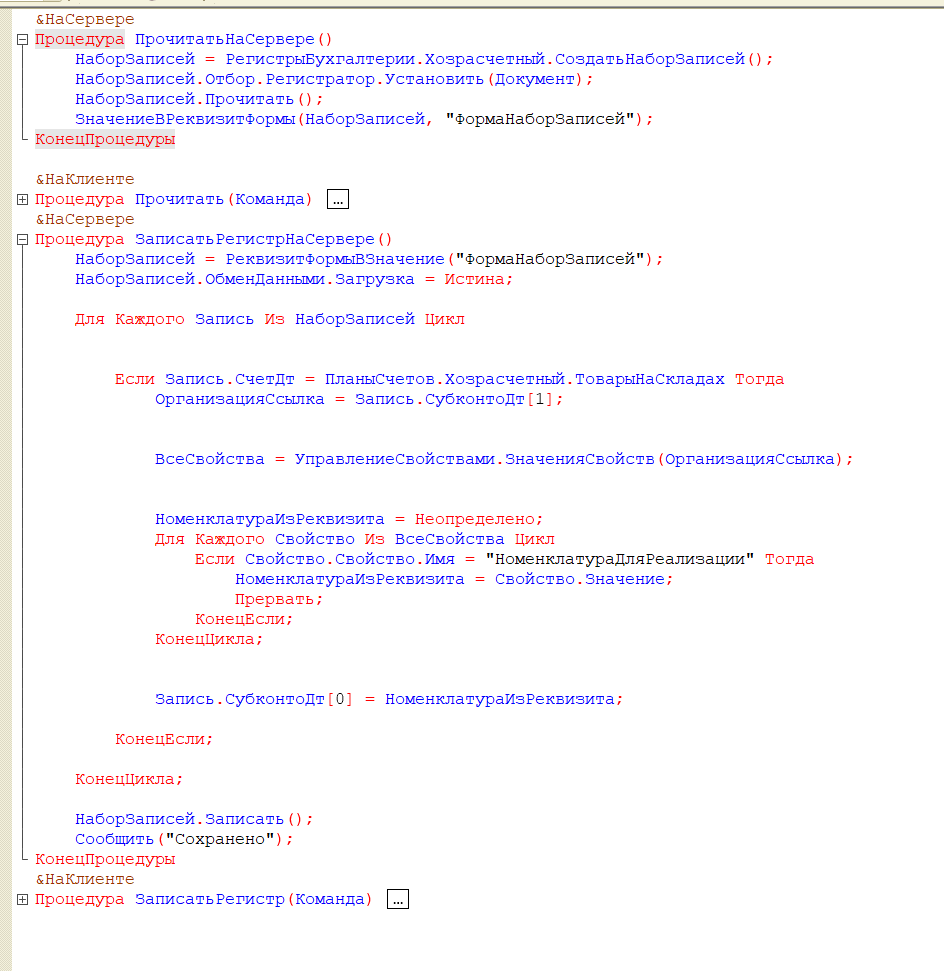 &НаСервере
Процедура ПрочитатьНаСервере()
НаборЗаписей = РегистрыБухгалтерии.Хозрасчетный.СоздатьНаборЗаписей();
НаборЗаписей.Отбор.Регистратор.Установить(Документ);
НаборЗаписей.Прочитать();
ЗначениеВРеквизитФормы(НаборЗаписей, "ФормаНаборЗаписей");
КонецПроцедуры
&НаКлиенте
Процедура Прочитать(Команда) ...
&НаСервере
Процедура ЗаписатьРегистрНаСервере()
НаборЗаписей = РеквизитФормыВЗначение("ФормаНаборЗаписей");
НаборЗаписей.ОбменДанными.Загрузка = Истина;
Для Каждого Запись Из НаборЗаписей Цикл
Если Запись.СчетДт = ПланыСчетов.Хозрасчетный.ТоварыНаСкладах Тогда
ОрганизацияСсылка = Запись.СубконтоДт[1];
ВсеСвойства = УправлениеСвойствами.ЗначенияСвойств(ОрганизацияСсылка);
НоменклатураИзРеквизита = Неопределено;
Для Каждого Свойство Из ВсеСвойства Цикл
Если Свойство.Свойство.Имя = "НоменклатураДляРеализации" Тогда
НоменклатураИзРеквизита = Свойство.Значение;
Прервать;
КонецЕсли;
КонецЦикла;
Запись.СубконтоДт[0] = НоменклатураИзРеквизита;
КонецЕсли;
КонецЦикла;
НаборЗаписей.Записать();
Сообщить("Сохранено");
КонецПроцедуры
&НаКлиенте
Процедура ЗаписатьРегистр(Команда) ...